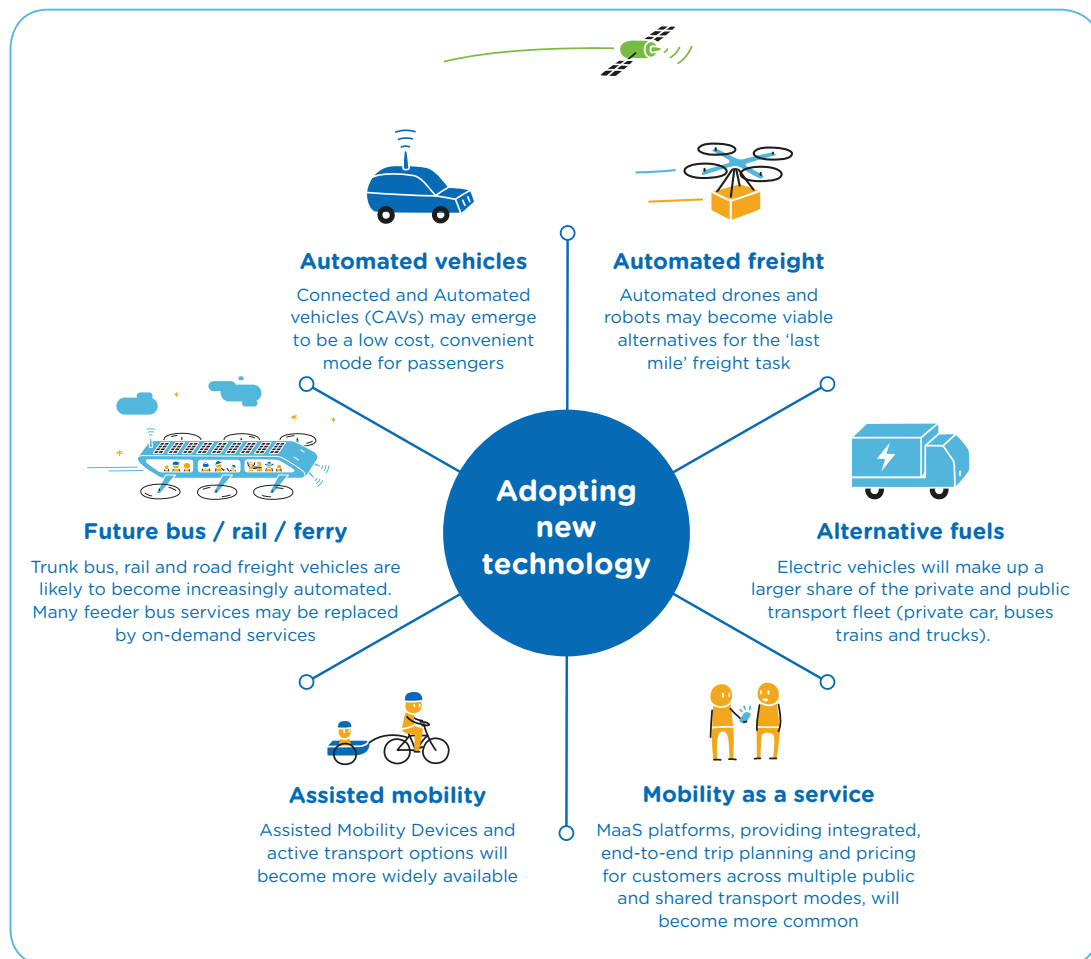 Automated vehicles
Connected and Automated
vehicles (CAVs) may emerge
to be a low cost, convenient
mode for passengers
Automated freight
Automated drones and
robots may become viable
alternatives for the ‘last
mile’ freight task
Future bus / rail / ferry
Trunk bus, rail and road freight vehicles are
likely to become increasingly automated.
Many feeder bus services may be replaced
by on-demand services
Adopting
new
technology
Alternative fuels
Electric vehicles will make up a
larger share of the private and public
transport fleet (private car, buses
trains and trucks).
Assisted mobility
Assisted Mobility Devices and
active transport options will
become more widely available
Mobility as a service
MaaS platforms, providing integrated,
end-to-end trip planning and pricing
for customers across multiple public
and shared transport modes, will
become more common